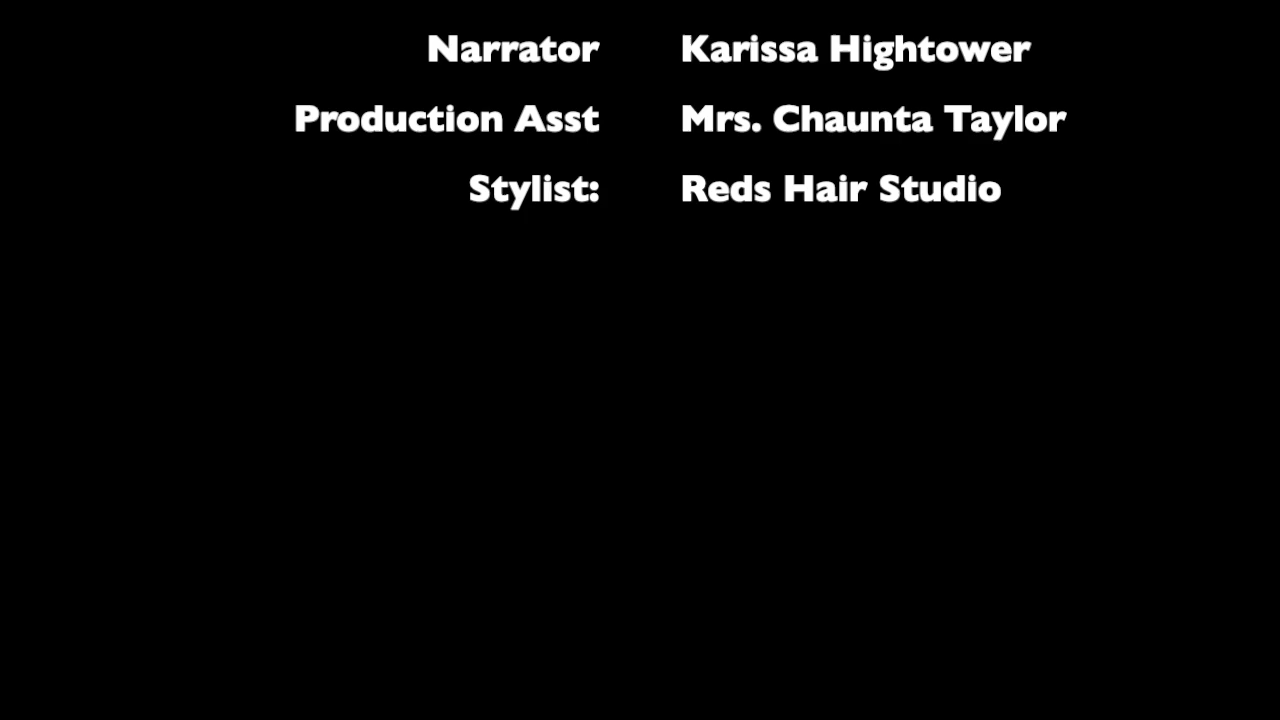 Narrator Karissa Hightower
Production Asst Mrs. Chaunta Taylor
Stylist: Reds Hair Studio